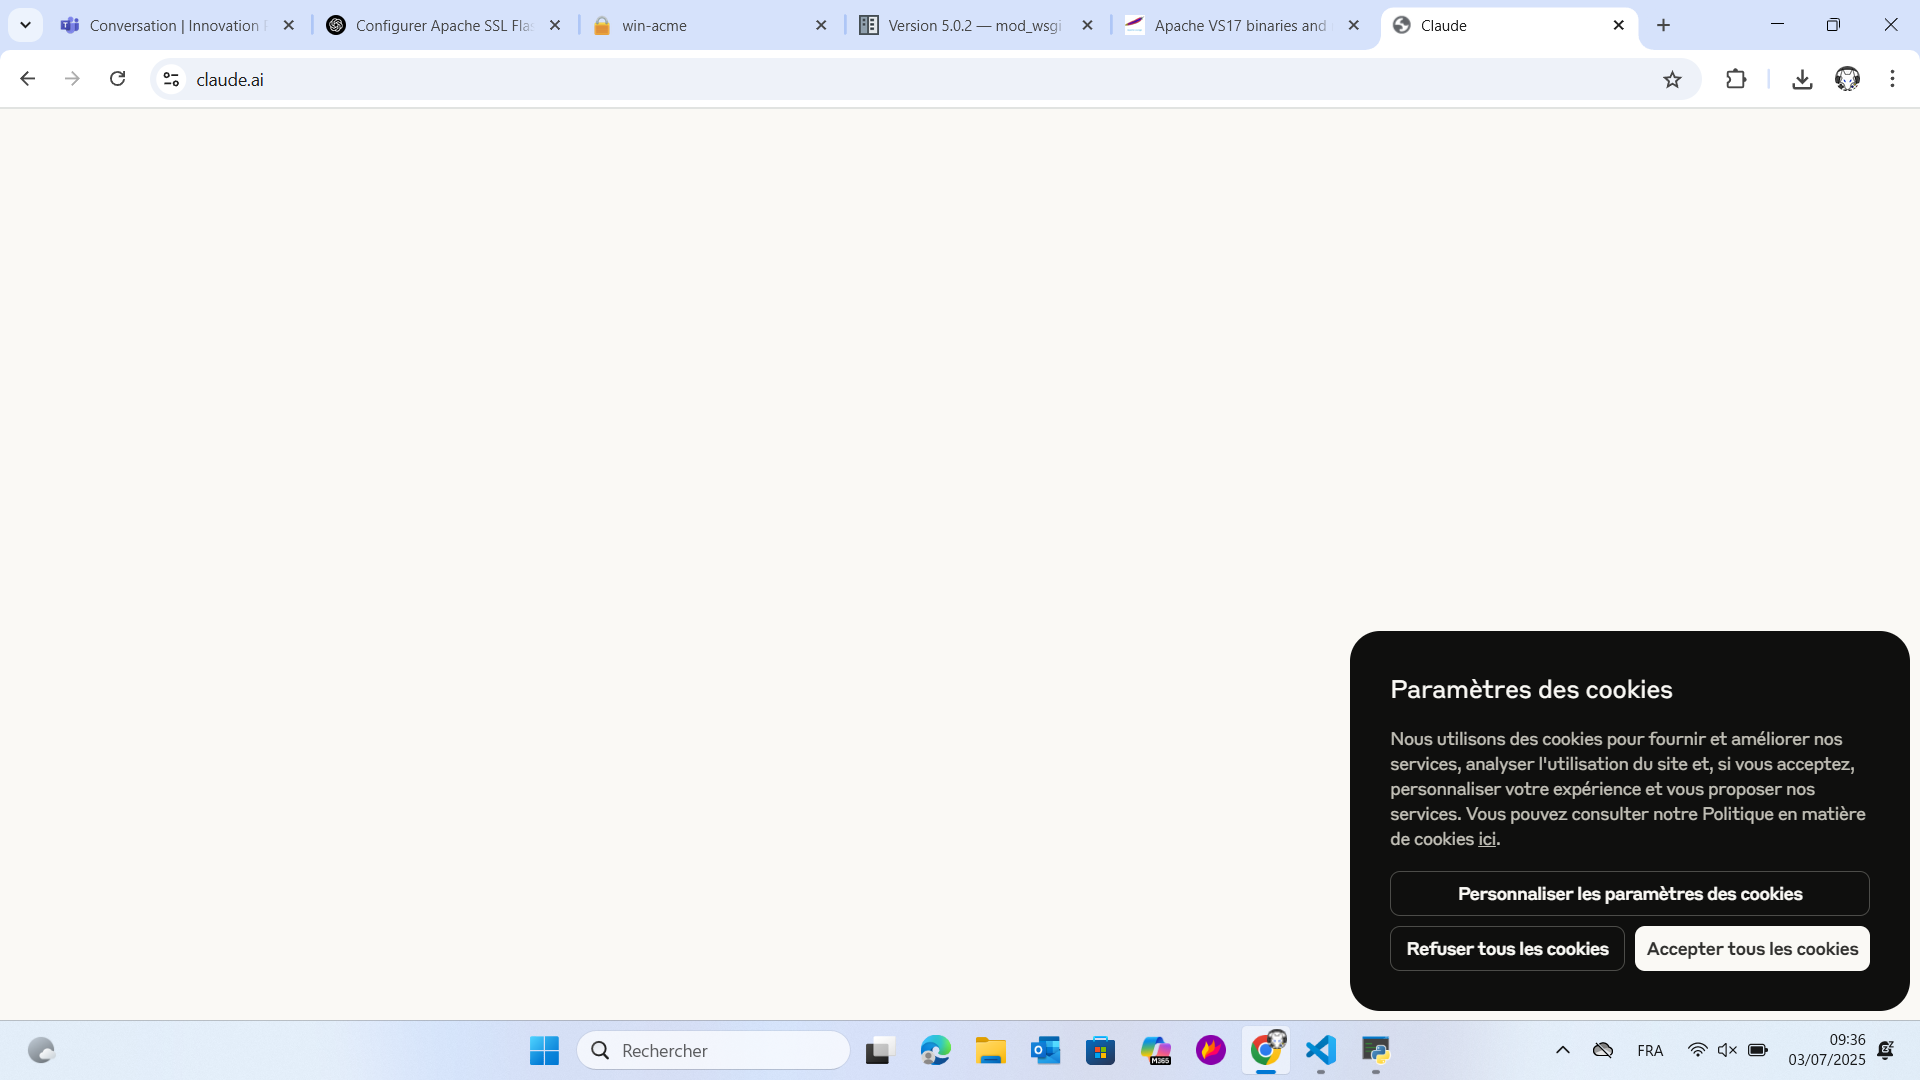 Conversation | Innovation
Configurer Apache SSL Flas
win-acme
Version 5.0.2 — mod_wsgi
Apache VS17 binaries and
Claude
claude.ai
Paramètres des cookies
Nous utilisons des cookies pour fournir et améliorer nos
services, analyser l'utilisation du site et, si vous acceptez,
personnaliser votre expérience et vous proposer nos
services. Vous pouvez consulter notre Politique en matière
de cookies ici.
Personnaliser les paramètres des cookies
Refuser tous les cookies
Accepter tous les cookies
Rechercher
M365
FRA
09:36
03/07/2025